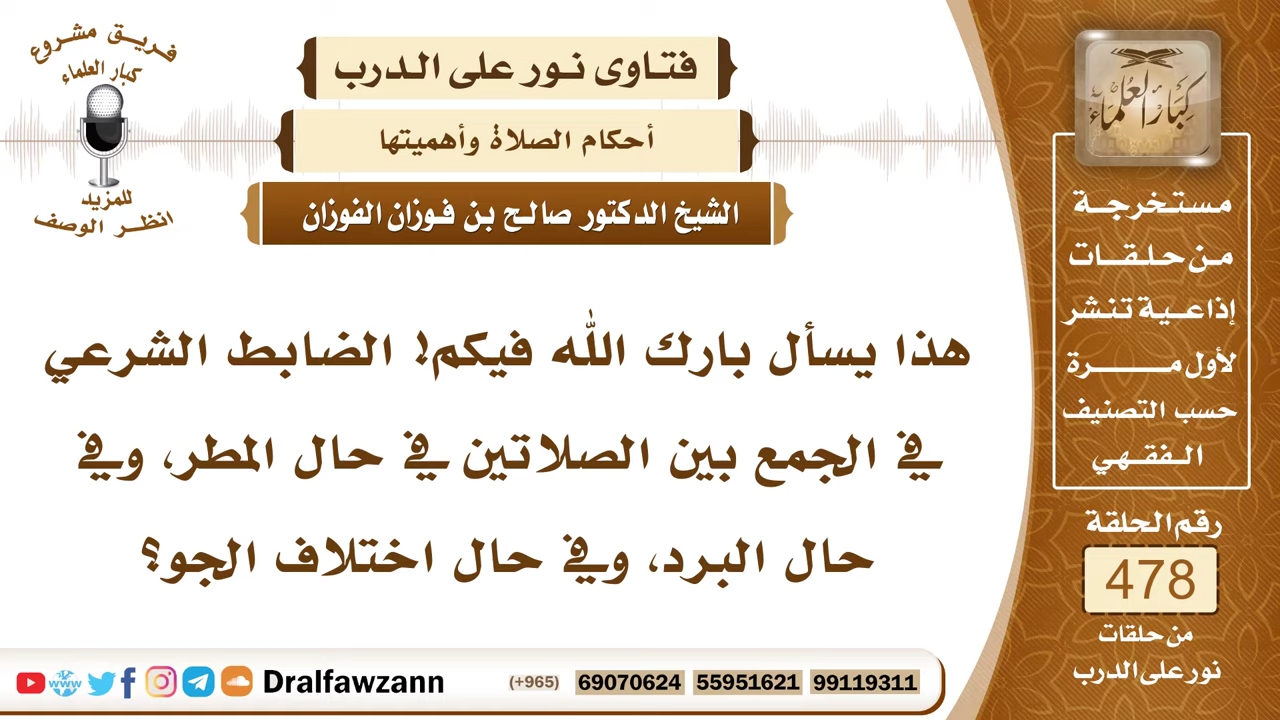 فريق مشروع
كبار العلماء
للمزيد
انظر الوصف
فتاوى نور على الدرب
أحكام الصلاة وأهميتها
الشيخ الدكتور صالح بن فوزان الفوزان
هذا يسأل بارك الله فيكم! الضابط الشرعي
في الجمع بين الصلاتين في حال المطر، وفي
حال البرد، وفي حال اختلاف الجو؟
كبار العلماء
مستخرجة
من حلقات
إذاعية تنشر
لأول مرة
حسب التصنيف
الفقهي
رقم الحلقة
478
من حلقات
نور على الدرب
www
Dralfawzann
(+965) 69070624 55951621 99119311